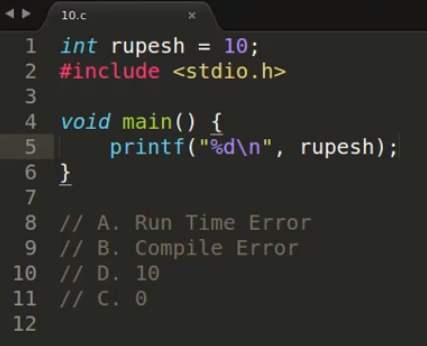 10.c ×
1 int rupesh = 10;
2 #include <stdio.h>
3
4 void main() {
5     printf("%d\n", rupesh);
6 }
7
8 // A. Run Time Error
9 // B. Compile Error
10 // D. 10
11 // C. 0
12